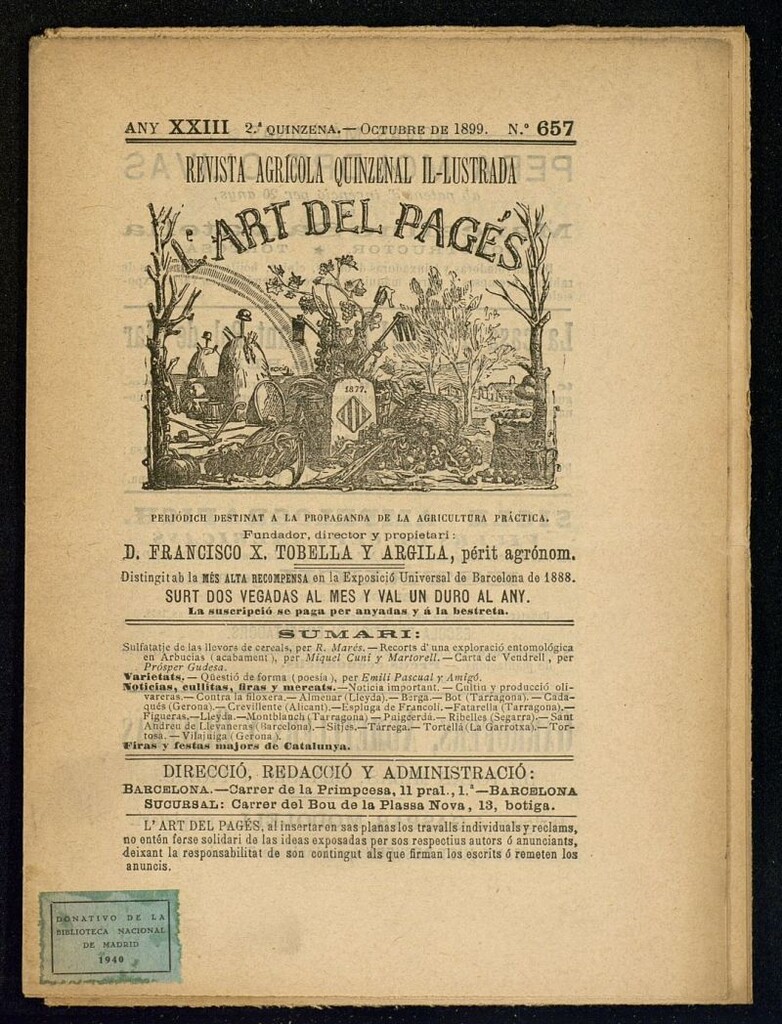 ANY XXIII 2.ª QUINZENA.—OCTUBRE DE 1899. N.º 657
REVISTA AGRÍCOLA QUINZENAL IL-LUSTRADA
L'ART DEL PAGÉS
1877.
PERIÓDICH DESTINAT A LA PROPAGANDA DE LA AGRICULTURA PRÁCTICA.
Fundador, director y propietari:
D. FRANCISCO X. TOBELLA Y ARGILA, périt agrónom.
Distingit ab la MÉS ALTA RECOMPENSA en la Exposició Universal de Barcelona de 1888.
SURT DOS VEGADAS AL MES Y VAL UN DURO AL ANY.
La suscripció se paga per anyadas y á la bestreta.
SUMARI:
Sulfatatje de las llevors de cereals, per R. Marés.—Recorts d'una exploració entomológica
en Arbucias (acabament), per Miquel Cuní y Martorell.—Carta de Vendrell, per
Prósper Gudesa.
Varietats.—Qüestió de forma (poesía), per Emili Pascual y Amigó.
Noticias, cullitas, firas y mercats.—Noticia important.—Cultiu y producció oli-
vareras.—Contra la filoxera.—Almenar (Lleyda).—Berga.—Bot (Tarragona).—Cada-
qués (Gerona).—Crevillente (Alicant).—Espluga de Francolí.—Fatarella (Tarragona).—
Figueras.—Lleyda.—Montblanch (Tarragona)—Puigcerdá.—Ribelles (Segarra).—Sant
Andreu de Llevaneras (Barcelona).—Sitjes.—Tárrega.—Tortellá (La Garrotxa).—Tor-
tosa.—Vilajuiga (Gerona).
Firas y festas majors de Catalunya.
DIRECCIÓ, REDACCIÓ Y ADMINISTRACIÓ:
BARCELONA.—Carrer de la Primpcesa, 11 pral., 1.ª—BARCELONA
SUCURSAL: Carrer del Bou de la Plassa Nova, 13, botiga.
L'ART DEL PAGÉS, al insertar en sas planas los travalls individuals y reclams,
no entén ferse solidari de las ideas exposadas per sos respectius autors ó anunciants,
deixant la responsabilitat de son contingut als que firman los escrits ó remeten los
anuncis.
DONATIVO DE LA
BIBLIOTECA NACIONAL
DE MADRID
1940